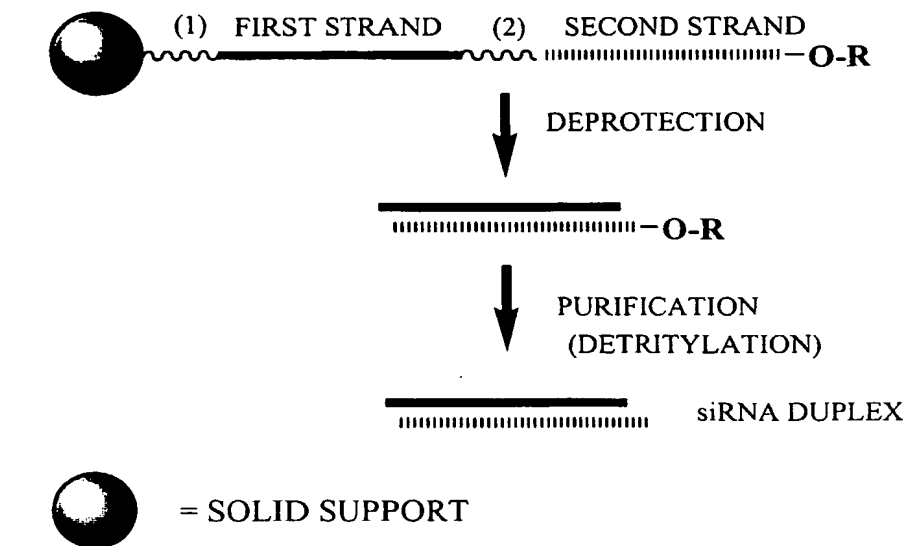 (1) FIRST STRAND (2) SECOND STRAND
O-R
DEPROTECTION
O-R
PURIFICATION
(DETRITYLATION)
siRNA DUPLEX
= SOLID SUPPORT